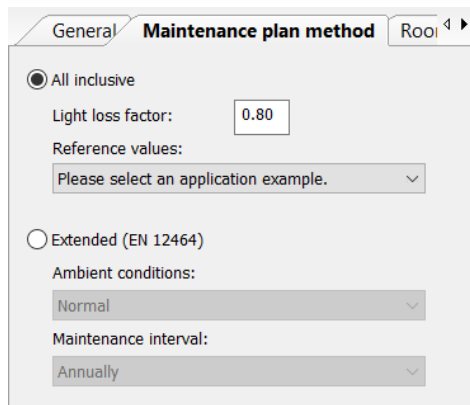 General Maintenance plan method
All inclusive
Light loss factor: 0.80
Reference values:
Please select an application example.
Extended (EN 12464)
Ambient conditions:
Normal
Maintenance interval:
Annually